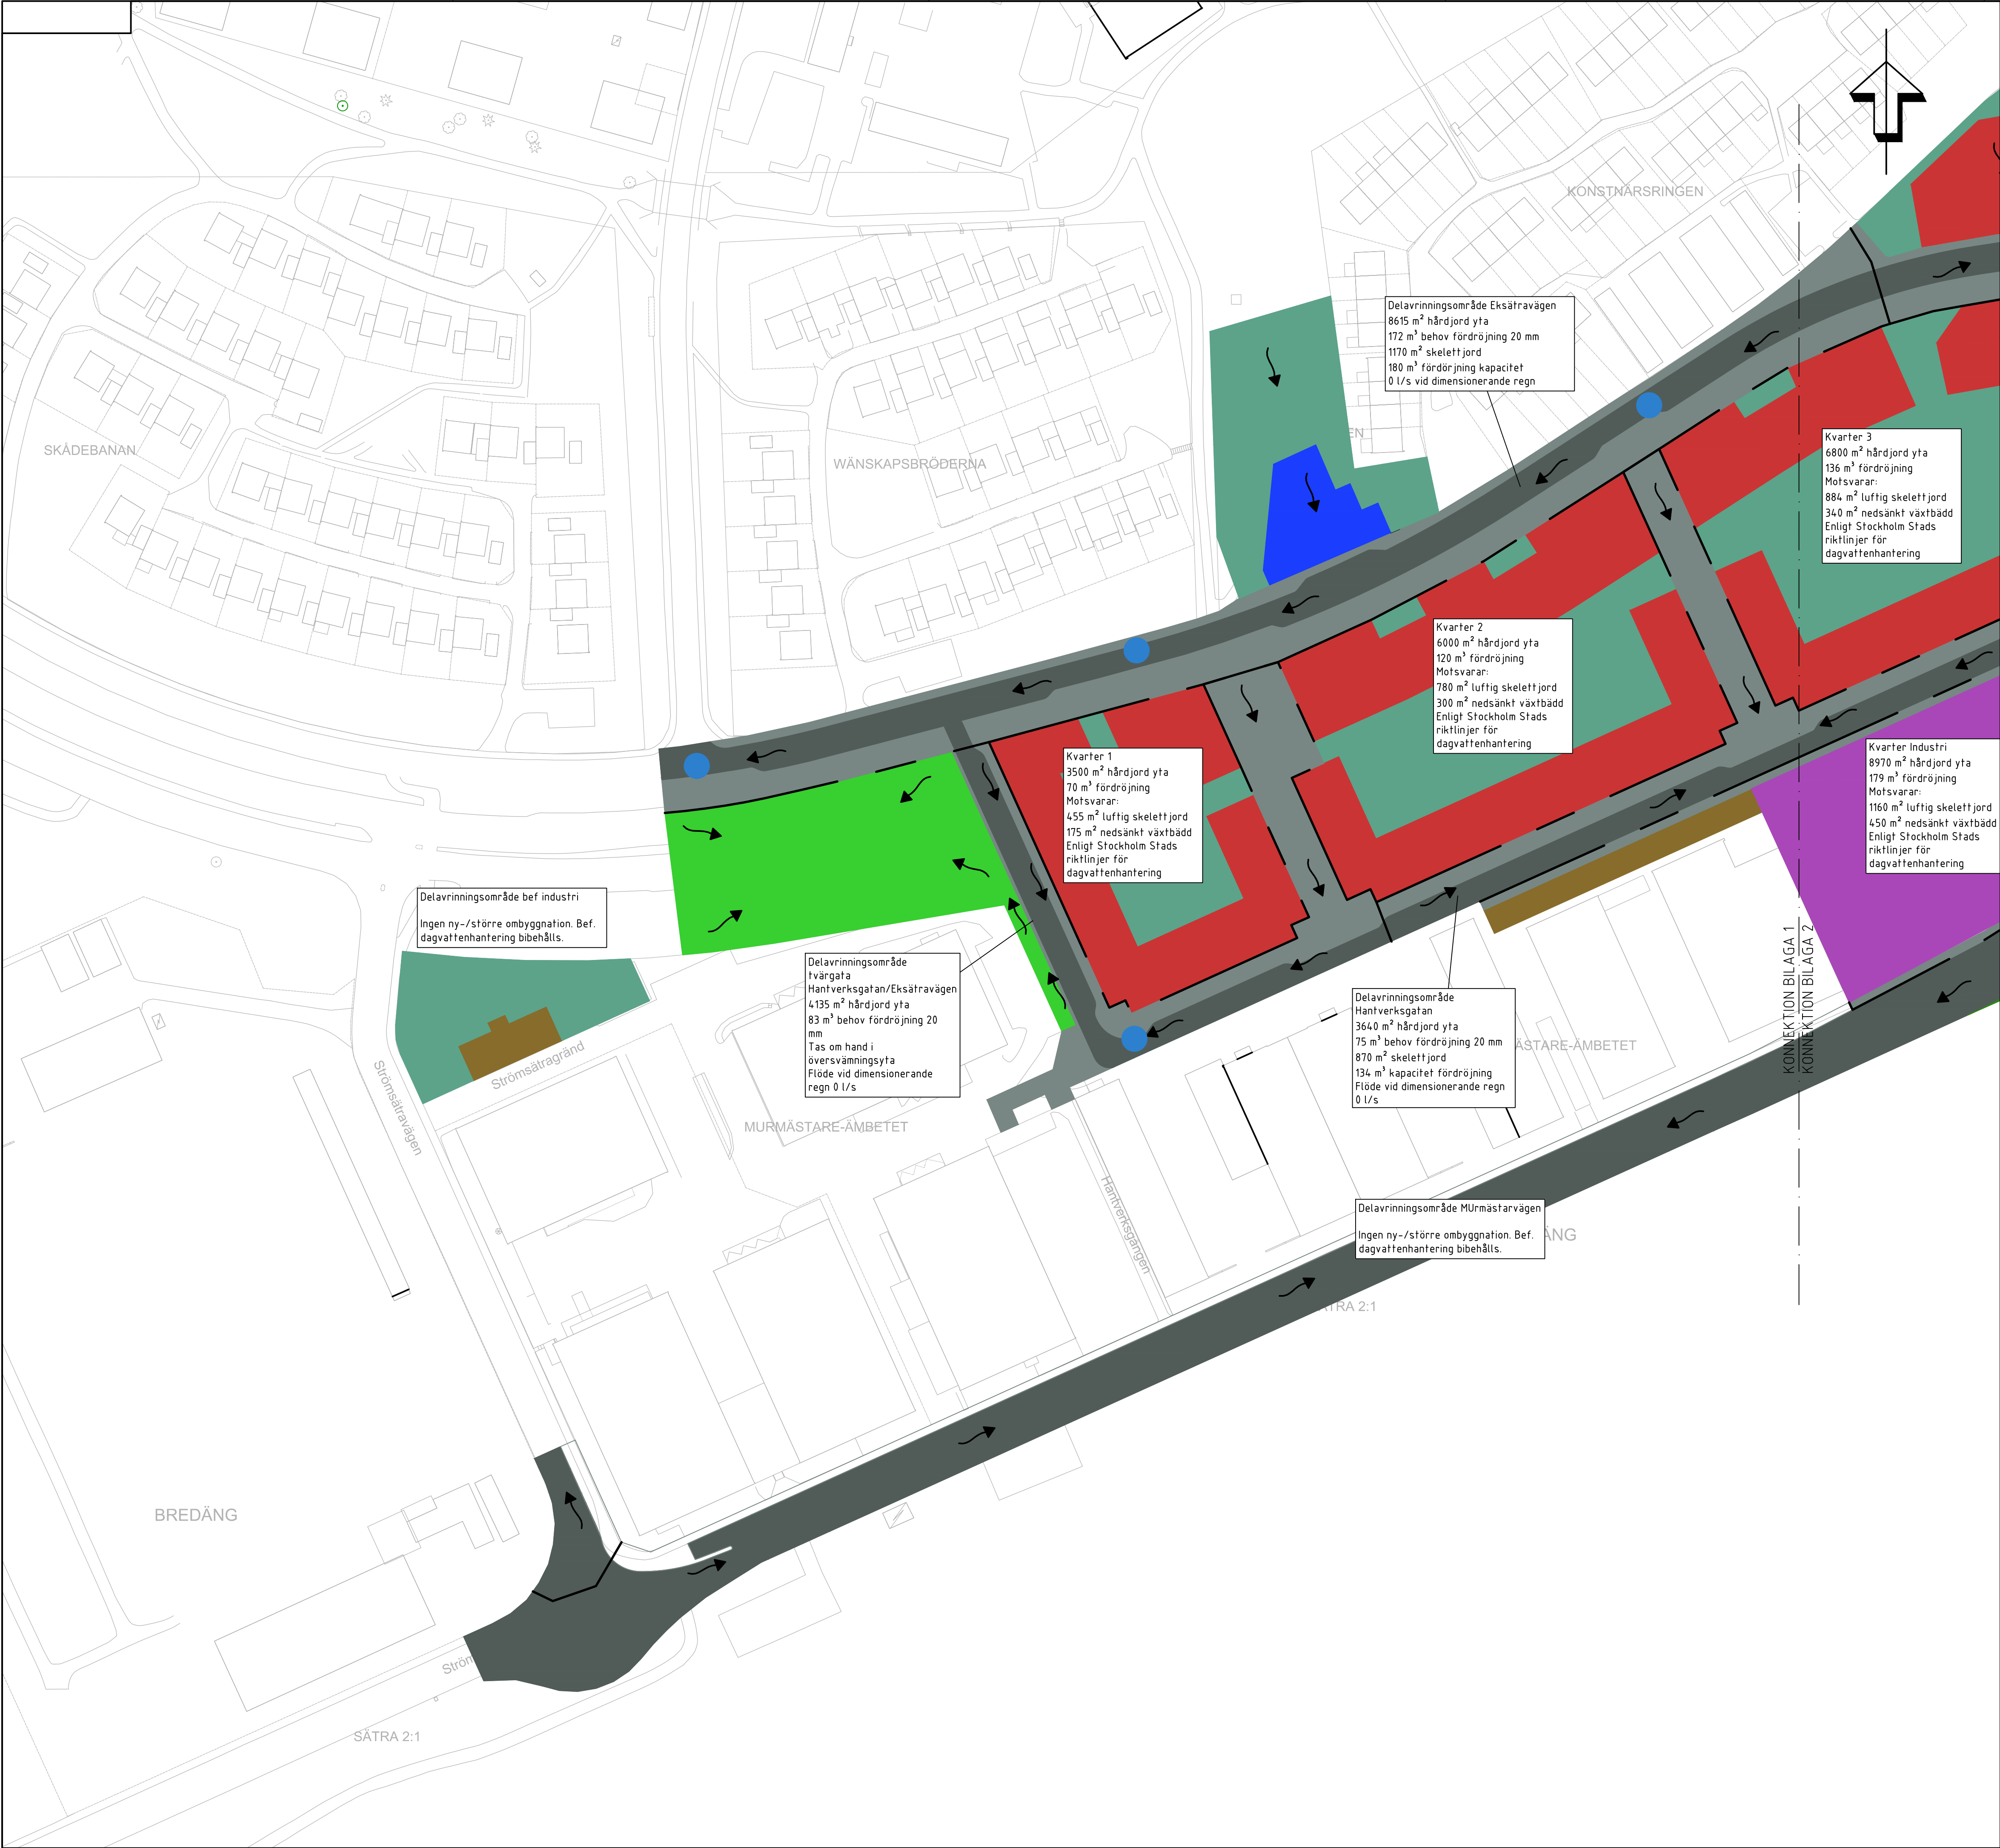 KONSTNÄRSRINGEN
Delavrinningsområde Eksätravägen
8615 m² hårdjord yta
172 m³ behov fördröjning 20 mm
1170 m² skelettjord
180 m³ fördörjning kapacitet
0 l/s vid dimensionerande regn
SKÅDEBANAN
WÄNSKAPSBRÖDERNA
EN
Kvarter 3
6800 m² hårdjord yta
136 m³ fördröjning
Motsvarar:
884 m² luftig skelettjord
340 m² nedsänkt växtbädd
Enligt Stockholm Stads
riktlinjer för
dagvattenhantering
Kvarter 2
6000 m² hårdjord yta
120 m³ fördröjning
Motsvarar:
780 m² luftig skelettjord
300 m² nedsänkt växtbädd
Enligt Stockholm Stads
riktlinjer för
dagvattenhantering
Kvarter 1
3500 m² hårdjord yta
70 m³ fördröjning
Motsvarar:
455 m² luftig skelettjord
175 m² nedsänkt växtbädd
Enligt Stockholm Stads
riktlinjer för
dagvattenhantering
Kvarter Industri
8970 m² hårdjord yta
179 m³ fördröjning
Motsvarar:
1160 m² luftig skelettjord
450 m² nedsänkt växtbädd
Enligt Stockholm Stads
riktlinjer för
dagvattenhantering
Delavrinningsområde bef industri
Ingen ny-/större ombyggnation. Bef.
dagvattenhantering bibehålls.
Delavrinningsområde
tvärgata
Hantverksgatan/Eksätravägen
4135 m² hårdjord yta
83 m³ behov fördröjning 20
mm
Tas om hand i
översvämningsyta
Flöde vid dimensionerande
regn 0 l/s
Delavrinningsområde
Hantverksgatan
3640 m² hårdjord yta
75 m³ behov fördröjning 20 mm
870 m² skelettjord
134 m³ kapacitet fördröjning
Flöde vid dimensionerande regn
0 l/s
KONNEKTION BILAGA 1
KONNEKTION BILAGA 2
Strömsätragränd
Strömsätravägen
MURMÄSTARE-ÄMBETET
ÄSTARE-ÄMBETET
Hantverksgången
Delavrinningsområde MUrmästarvägen
Ingen ny-/större ombyggnation. Bef.
dagvattenhantering bibehålls.
ÄNG
ÄTRA 2:1
BREDÄNG
Ström
SÄTRA 2:1